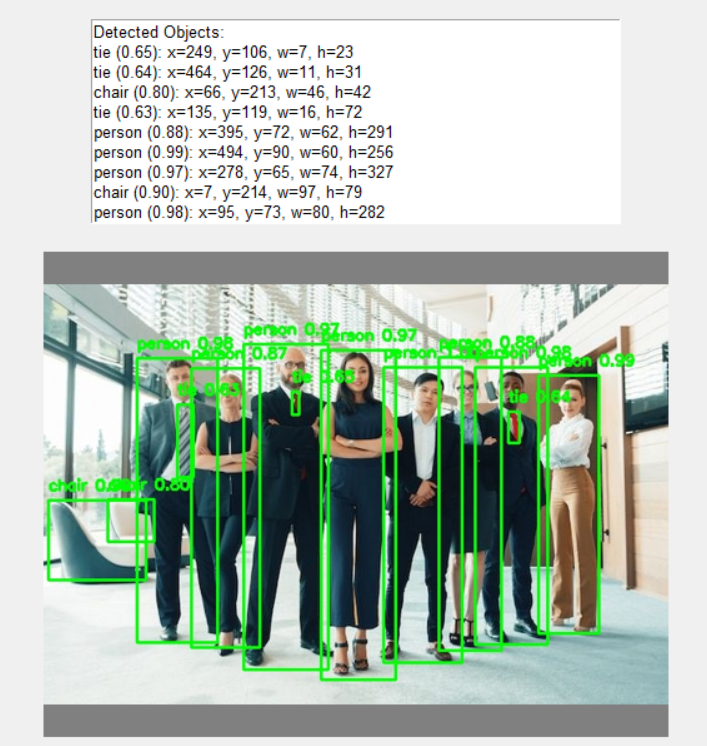 Detected Objects:
tie (0.65): x=249, y=106, w=7, h=23
tie (0.64): x=464, y=126, w=11, h=31
chair (0.80): x=66, y=213, w=46, h=42
tie (0.63): x=135, y=119, w=16, h=72
person (0.88): x=395, y=72, w=62, h=291
person (0.99): x=494, y=90, w=60, h=256
person (0.97): x=278, y=65, w=74, h=327
chair (0.90): x=7, y=214, w=97, h=79
person (0.98): x=95, y=73, w=80, h=282
person 0.97
person 0.97
person 0.98
person 0.88
person 0.87
person
person 0.98
person 0.99
tie 0.65
tie 0.63
tie 0.64
chair
chair 0.80